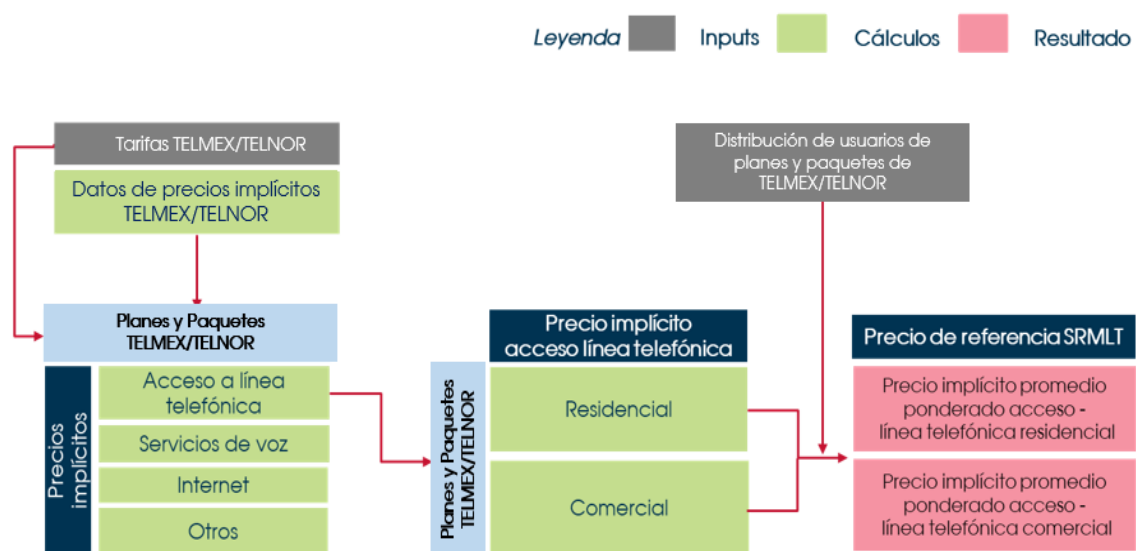 Leyenda
Inputs
Cálculos
Resultado
Tarifas TELMEX/TELNOR
Datos de precios implícitos
TELMEX/TELNOR
Distribución de usuarios de
planes y paquetes de
TELMEX/TELNOR
Planes y Paquetes
TELMEX/TELNOR
Precios
implícitos
Acceso a línea
telefónica
Servicios de voz
Internet
Otros
Planes y Paquetes
TELMEX/TELNOR
Precio implícito
acceso línea telefónica
Residencial
Comercial
Precio de referencia SRMLT
Precio implícito promedio
ponderado acceso -
línea telefónica residencial
Precio implícito promedio
ponderado acceso -
línea telefónica comercial